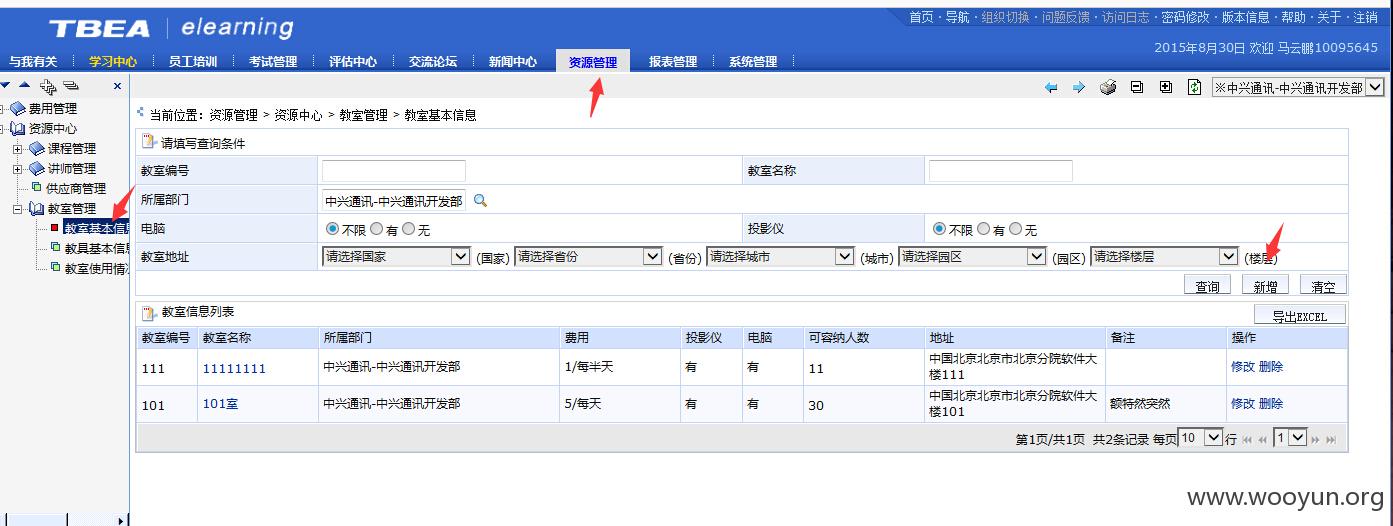 TBEA elearning
首页 · 导航 · 组织切换 · 问题反馈 · 访问日志 · 密码修改 · 版本信息 · 帮助 · 关于 · 注销
2015年8月30日 欢迎 马云鹏10095645
与我有关 学习中心 员工培训 考试管理 评估中心 交流论坛 新闻中心 资源管理 报表管理 系统管理
※中兴通讯-中兴通讯开发部
费用管理
资源中心
课程管理
讲师管理
供应商管理
教室管理
教室基本信息
教具基本信息
教室使用情况
当前位置：资源管理 > 资源中心 > 教室管理 > 教室基本信息
请填写查询条件
教室编号 教室名称
所属部门 中兴通讯-中兴通讯开发部
电脑 不限 有 无 投影仪 不限 有 无
教室地址 请选择国家 (国家) 请选择省份 (省份) 请选择城市 (城市) 请选择园区 (园区) 请选择楼层 (楼层)
查询 新增 清空
教室信息列表
导出EXCEL
教室编号 教室名称 所属部门 费用 投影仪 电脑 可容纳人数 地址 备注 操作
111 11111111 中兴通讯-中兴通讯开发部 1/每半天 有 有 11 中国北京北京市北京分院软件大楼111 修改 删除
101 101室 中兴通讯-中兴通讯开发部 5/每天 有 有 30 中国北京北京市北京分院软件大楼101 额特然突然 修改 删除
第1页/共1页 共2条记录 每页 10 行 1
www.wooyun.org